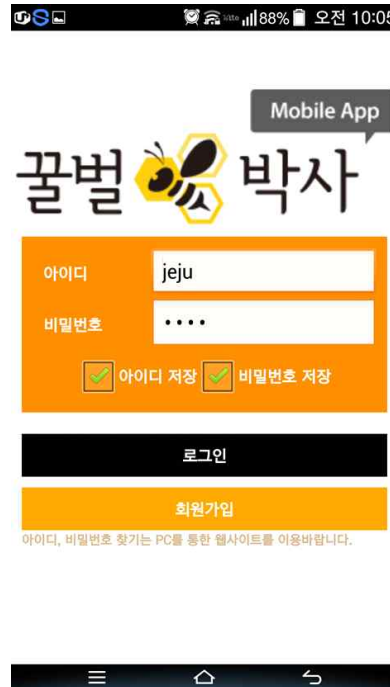 88% 오전 10:05
Mobile App
꿀벌 박사
아이디 jeju
비밀번호 ••••
아이디 저장 비밀번호 저장
로그인
회원가입
아이디, 비밀번호 찾기는 PC를 통한 웹사이트를 이용바랍니다.